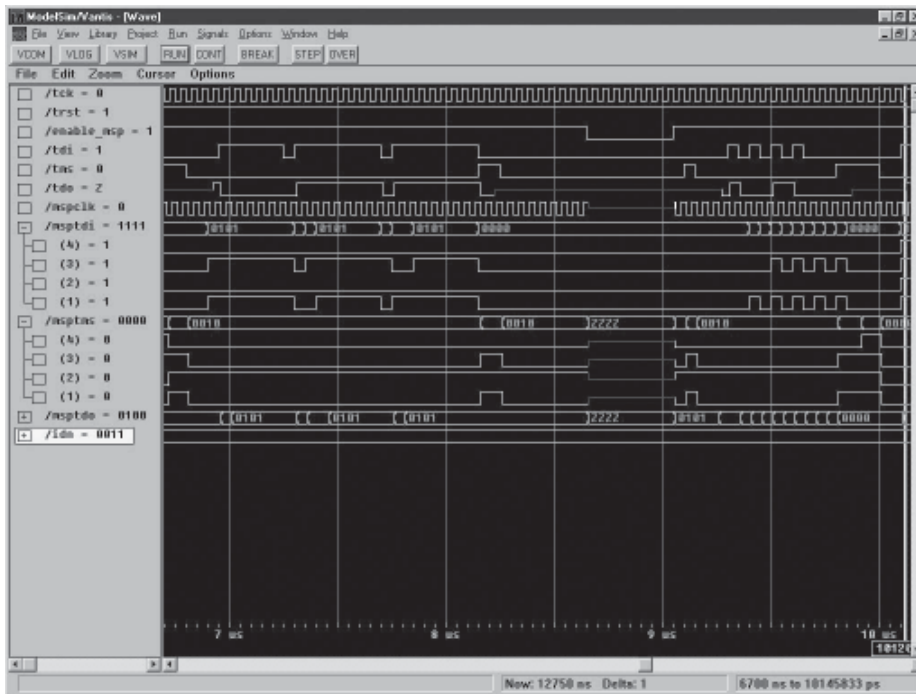 ModelSim/Vantis - [Wave]
File View Library Project Run Signals Options Window Help
VCOM VLOG VSIM RUN CONT BREAK STEP OVER
File Edit Zoom Cursor Options
/tck = 0
/trst = 1
/enable_msp = 1
/tdi = 1
/tms = 0
/tdo = Z
/mspclk = 0
/msptdi = 1111 0101 0101 0101 0000 0000
(4) = 1
(3) = 1
(2) = 1
(1) = 1
/msptms = 0000 0010 0010 ZZZZ 0010
(4) = 0
(3) = 0
(2) = 0
(1) = 0
/msptdo = 0100 0101 0101 0101 ZZZZ 0101 0000
/idn = 0011
7 us 8 us 9 us 10 us
Now: 12750 ns Delta: 1 6700 ns to 10145833 ps